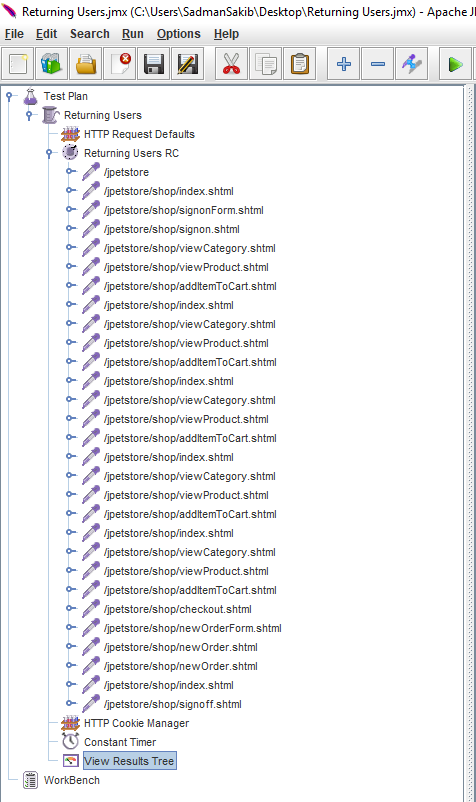 Returning Users.jmx (C:\Users\SadmanSakib\Desktop\Returning Users.jmx) - Apache J
File Edit Search Run Options Help
Test Plan
Returning Users
HTTP Request Defaults
Returning Users RC
/jpetstore
/jpetstore/shop/index.shtml
/jpetstore/shop/signonForm.shtml
/jpetstore/shop/signon.shtml
/jpetstore/shop/viewCategory.shtml
/jpetstore/shop/viewProduct.shtml
/jpetstore/shop/addItemToCart.shtml
/jpetstore/shop/index.shtml
/jpetstore/shop/viewCategory.shtml
/jpetstore/shop/viewProduct.shtml
/jpetstore/shop/addItemToCart.shtml
/jpetstore/shop/index.shtml
/jpetstore/shop/viewCategory.shtml
/jpetstore/shop/viewProduct.shtml
/jpetstore/shop/addItemToCart.shtml
/jpetstore/shop/index.shtml
/jpetstore/shop/viewCategory.shtml
/jpetstore/shop/viewProduct.shtml
/jpetstore/shop/addItemToCart.shtml
/jpetstore/shop/index.shtml
/jpetstore/shop/viewCategory.shtml
/jpetstore/shop/viewProduct.shtml
/jpetstore/shop/addItemToCart.shtml
/jpetstore/shop/checkout.shtml
/jpetstore/shop/newOrderForm.shtml
/jpetstore/shop/newOrder.shtml
/jpetstore/shop/newOrder.shtml
/jpetstore/shop/index.shtml
/jpetstore/shop/signoff.shtml
HTTP Cookie Manager
Constant Timer
View Results Tree
WorkBench